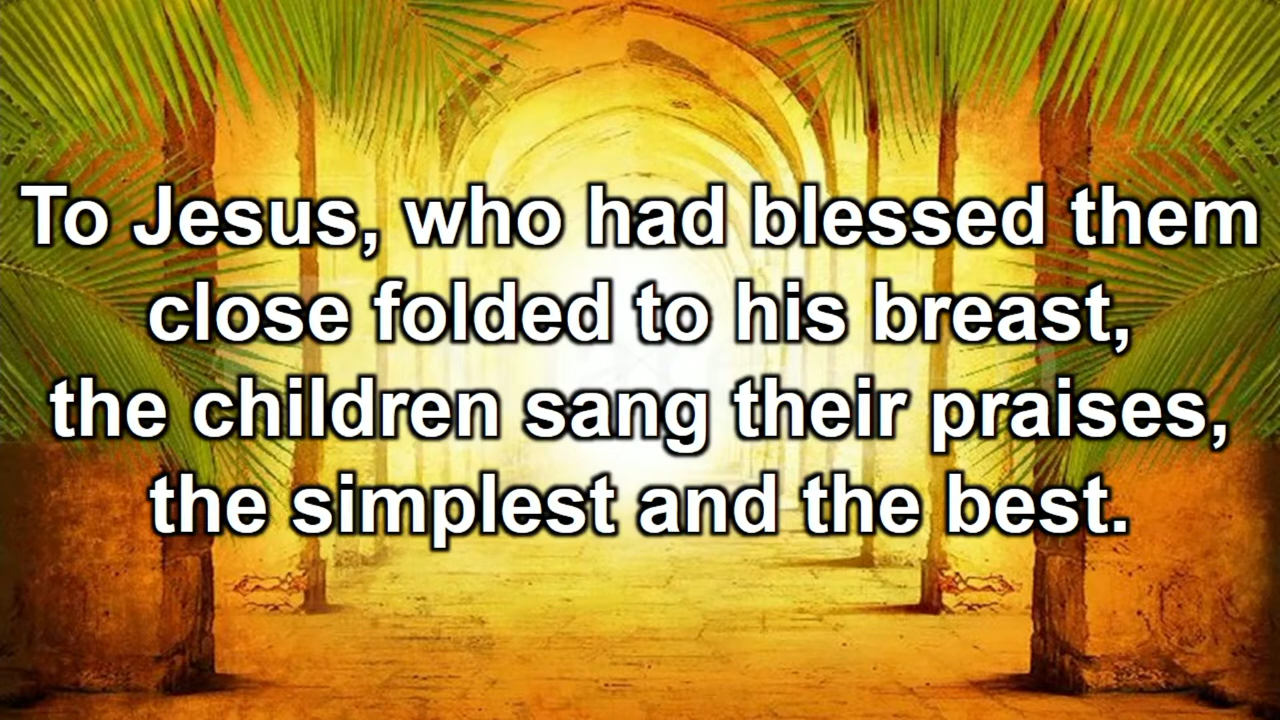 To Jesus, who had blessed them
close folded to his breast,
the children sang their praises,
the simplest and the best.